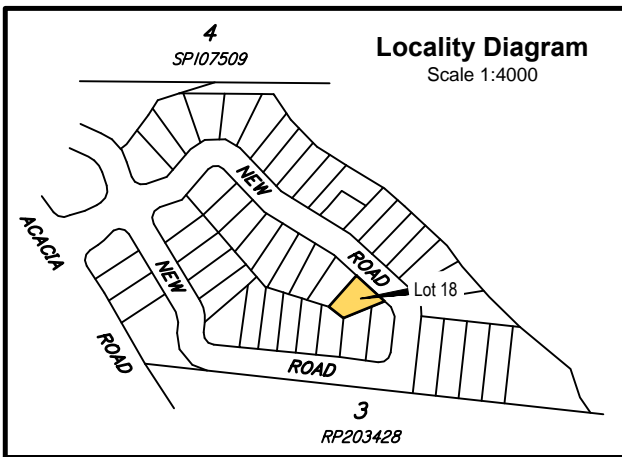 4
SP107509
Locality Diagram
Scale 1:4000
NEW
ACACIA
ROAD
NEW
ROAD
Lot 18
ROAD
3
RP203428